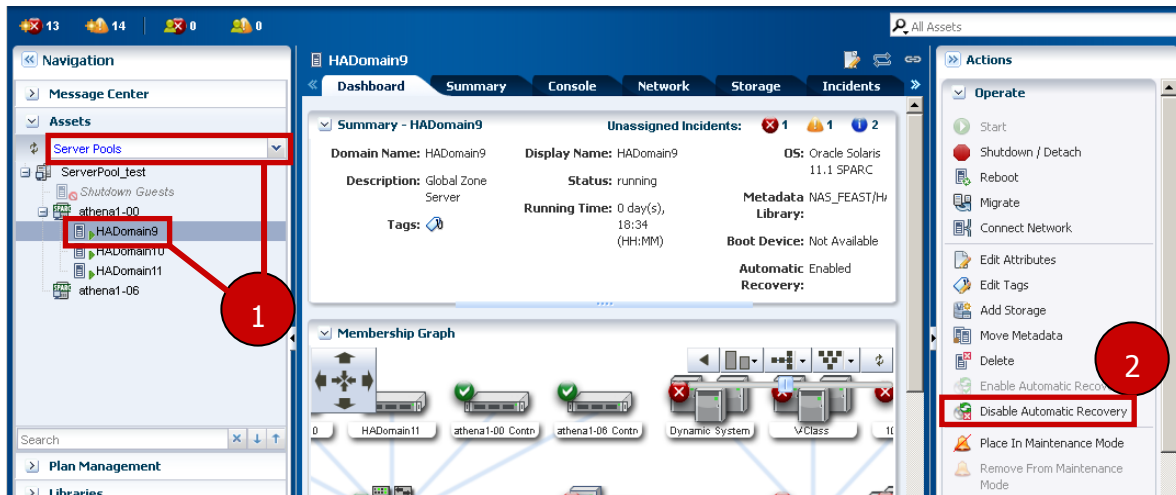 13 14 0 0
All Assets
Navigation
Message Center
Assets
Server Pools
ServerPool_test
Shutdown Guests
athena1-00
HADomain9
HADomain10
HADomain11
athena1-06
1
Search
Plan Management
Libraries
HADomain9
Dashboard Summary Console Network Storage Incidents
Summary - HADomain9 Unassigned Incidents: 1 1 2
Domain Name: HADomain9
Description: Global Zone
Server
Tags:
Display Name: HADomain9
Status: running
Running Time: 0 day(s),
18:34
(HH:MM)
OS: Oracle Solaris
11.1 SPARC
Metadata NAS_FEAST/H
Library:
Boot Device: Not Available
Automatic Enabled
Recovery:
Membership Graph
0 HADomain11 athena1-00 Contr athena1-06 Contr Dynamic System) V-Class
Actions
Operate
Start
Shutdown / Detach
Reboot
Migrate
Connect Network
Edit Attributes
Edit Tags
Add Storage
Move Metadata
Delete
2
Enable Automatic Recov
Disable Automatic Recovery
Place In Maintenance Mode
Remove From Maintenance
Mode